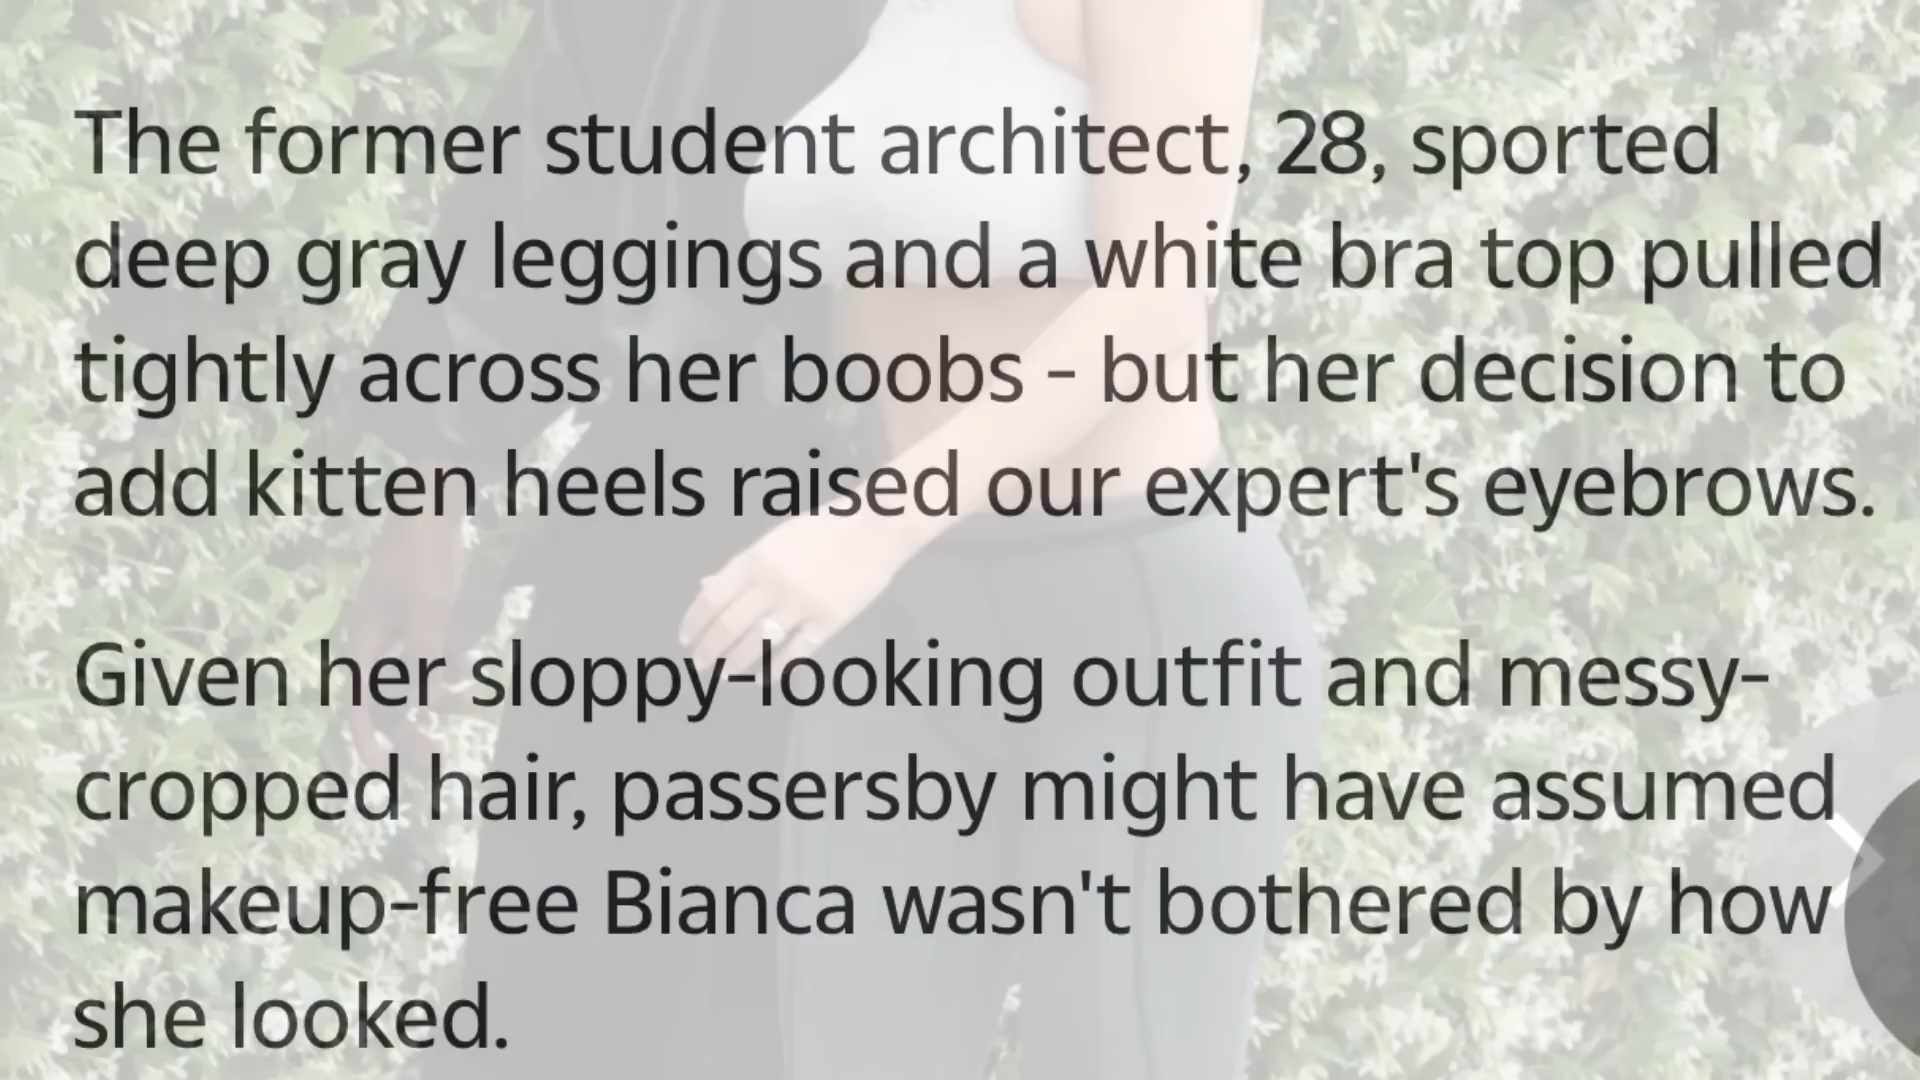 The former student architect, 28, sported
deep gray leggings and a white bra top pulled
tightly across her boobs - but her decision to
add kitten heels raised our expert's eyebrows.
Given her sloppy-looking outfit and messy-
cropped hair, passersby might have assumed
makeup-free Bianca wasn't bothered by how
she looked.